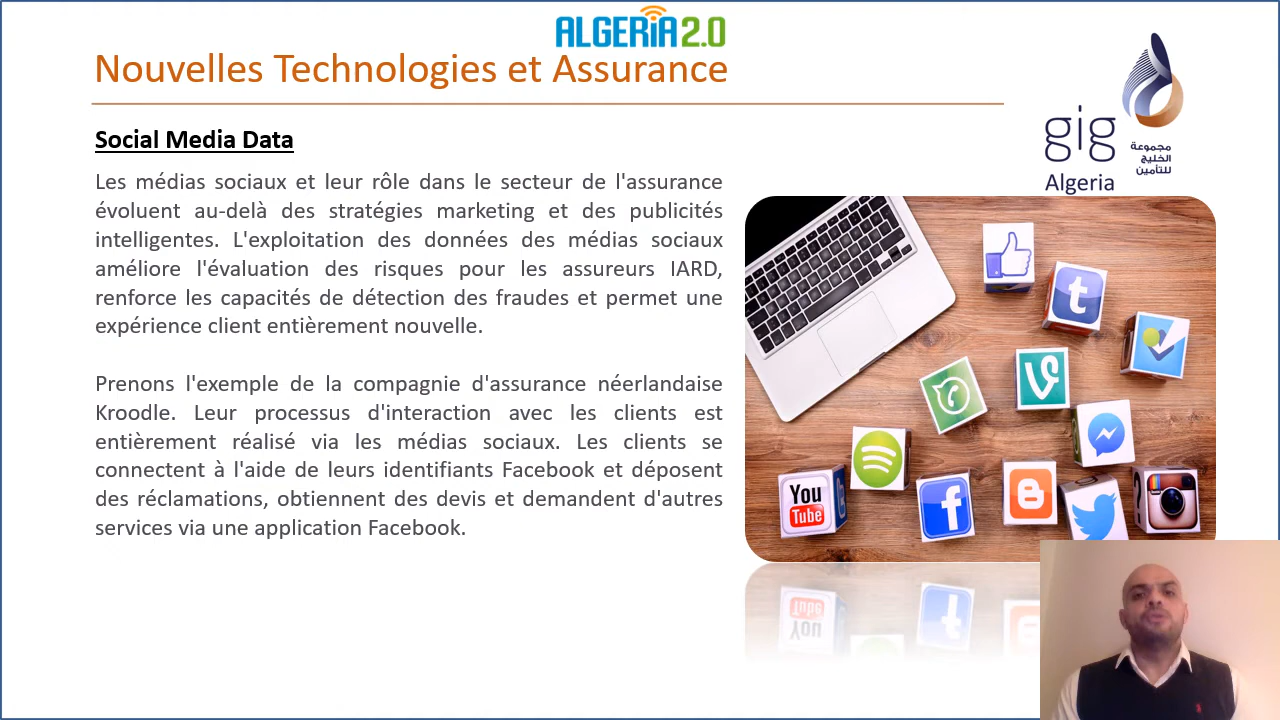 ALGERiA 2.0
Nouvelles Technologies et Assurance
gig
مجموعة
الخليج
للتأمين
Algeria
Social Media Data
Les médias sociaux et leur rôle dans le secteur de l'assurance
évoluent au-delà des stratégies marketing et des publicités
intelligentes. L'exploitation des données des médias sociaux
améliore l'évaluation des risques pour les assureurs IARD,
renforce les capacités de détection des fraudes et permet une
expérience client entièrement nouvelle.
Prenons l'exemple de la compagnie d'assurance néerlandaise
Kroodle. Leur processus d'interaction avec les clients est
entièrement réalisé via les médias sociaux. Les clients se
connectent à l'aide de leurs identifiants Facebook et déposent
des réclamations, obtiennent des devis et demandent d'autres
services via une application Facebook.
You
Tube